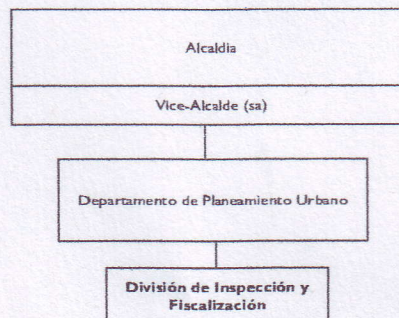 Alcaldia
Vice-Alcalde (sa)
Departamento de Planeamiento Urbano
División de Inspección y
Fiscalización